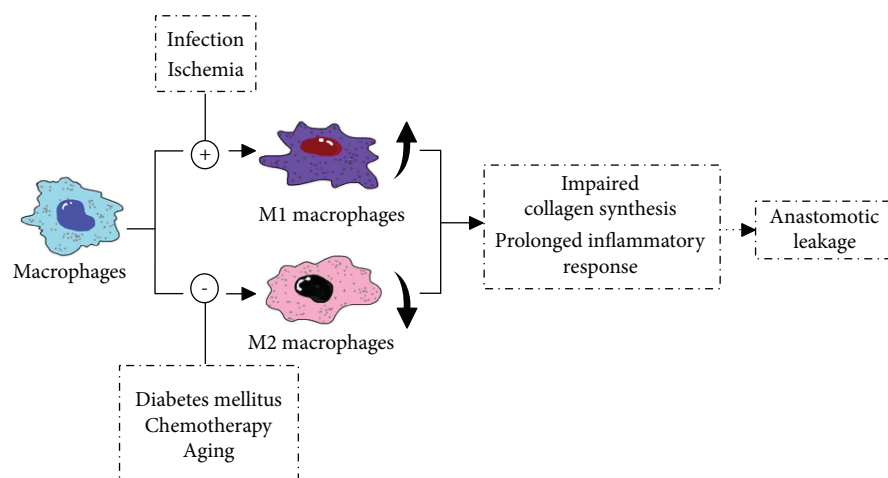 Infection
Ischemia
+
M1 macrophages
Macrophages
-
M2 macrophages
Diabetes mellitus
Chemotherapy
Aging
Impaired
collagen synthesis
Prolonged inflammatory
response
Anastomotic
leakage